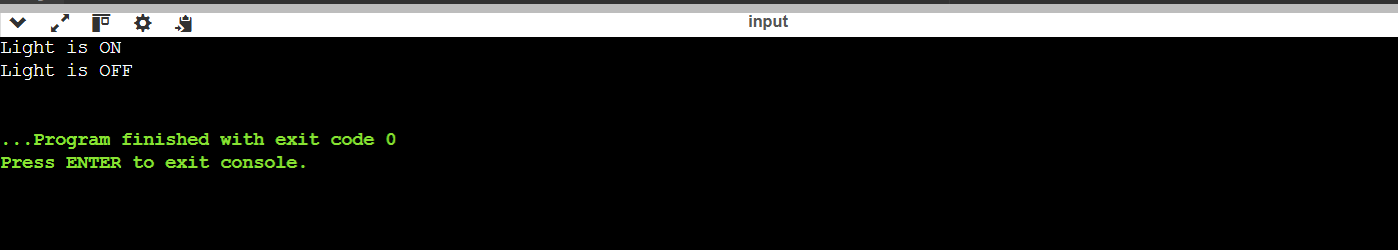 input
Light is ON
Light is OFF
...Program finished with exit code 0
Press ENTER to exit console.